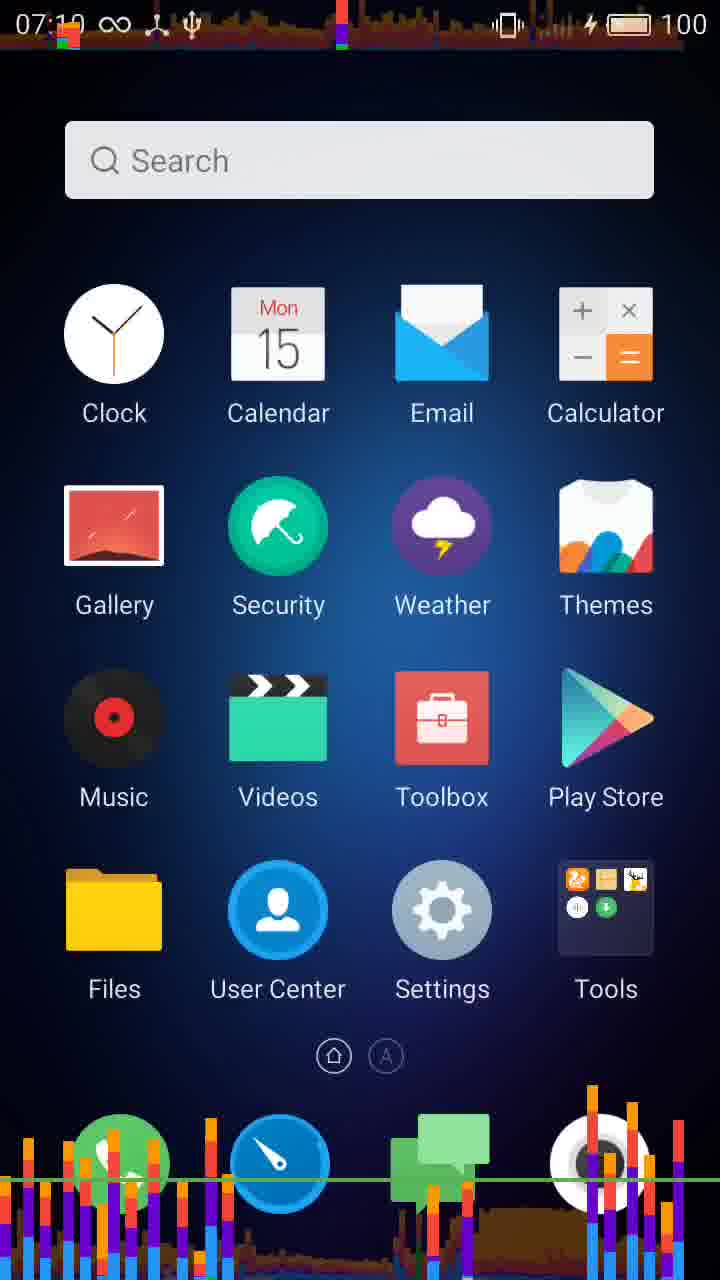 07:10 100
Search
Mon
15
Clock Calendar Email Calculator
Gallery Security Weather Themes
Music Videos Toolbox Play Store
Files User Center Settings Tools
A